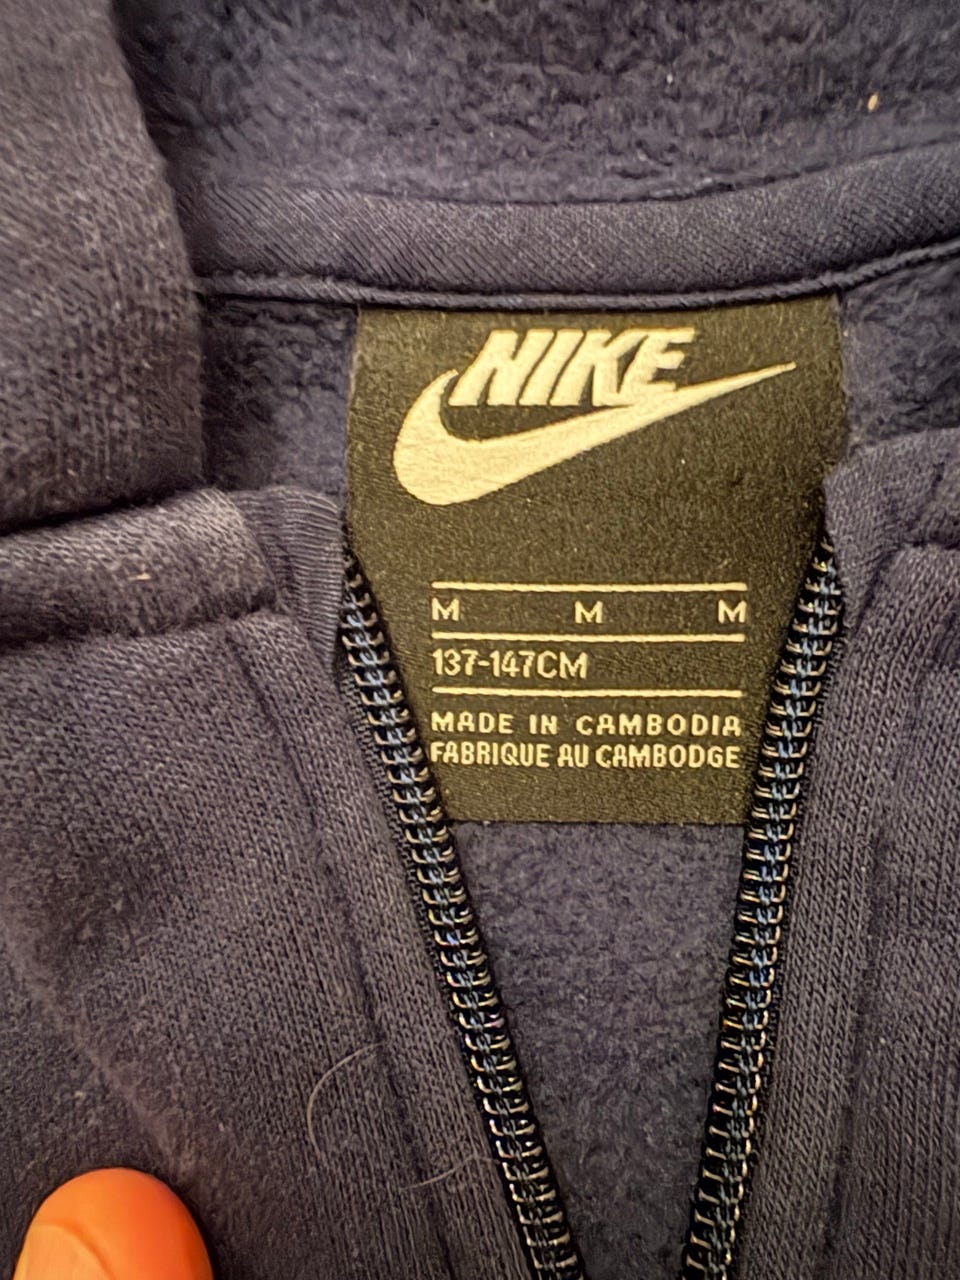 NIKE
M M M
137-147CM
MADE IN CAMBODIA
FABRIQUE AU CAMBODGE